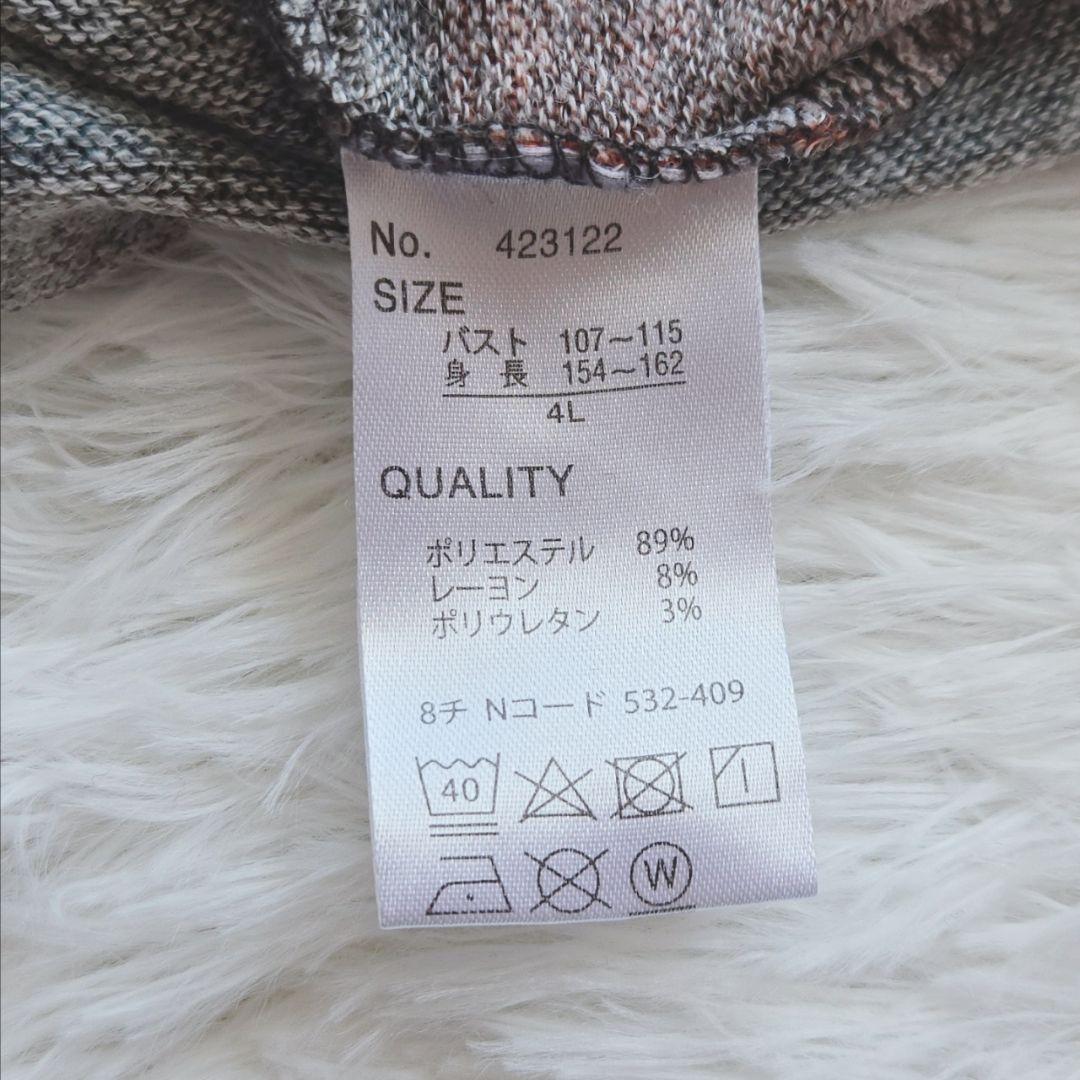 No. 423122
SIZE
バスト 107～115
身 長 154～162
4L
QUALITY
ポリエステル 89%
レーヨン 8%
ポリウレタン 3%
8チ Nコード 532-409
40
W